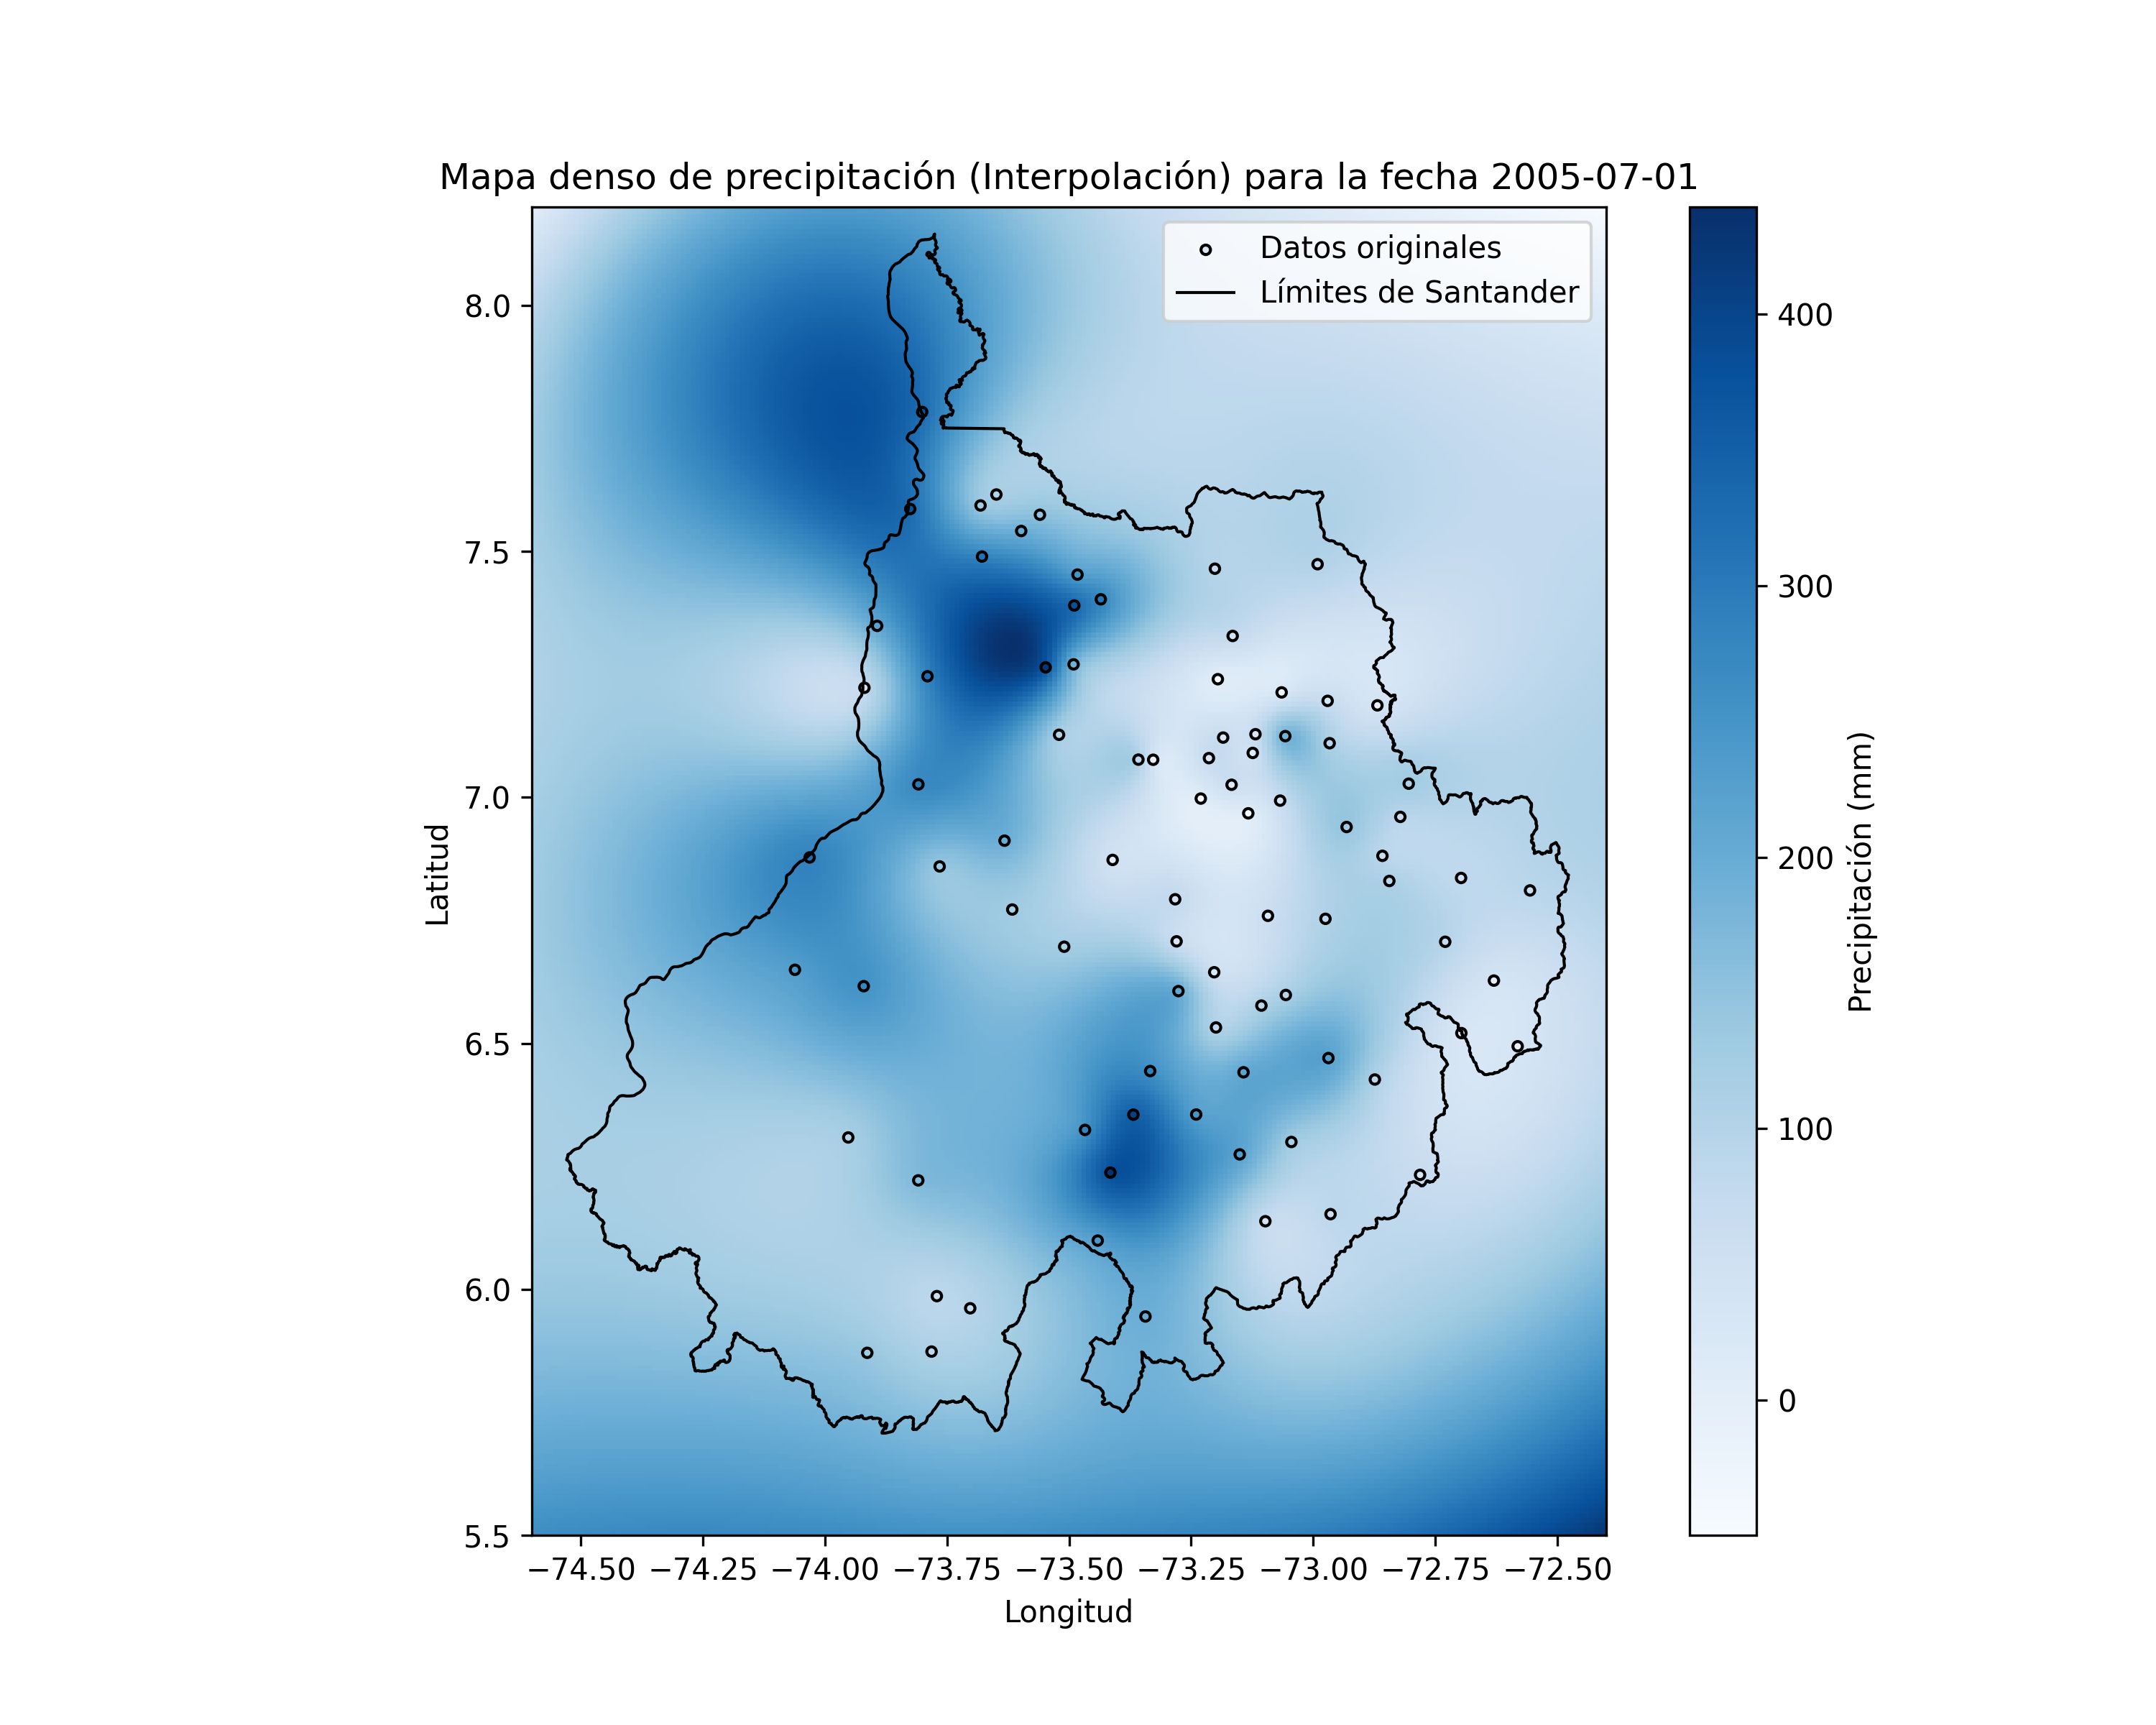 Mapa denso de precipitación (Interpolación) para la fecha 2005-07-01
Datos originales
Límites de Santander
8.0
7.5
7.0
6.5
6.0
5.5
Latitud
−74.50 −74.25 −74.00 −73.75 −73.50 −73.25 −73.00 −72.75 −72.50
Longitud
400
300
200
100
0
Precipitación (mm)